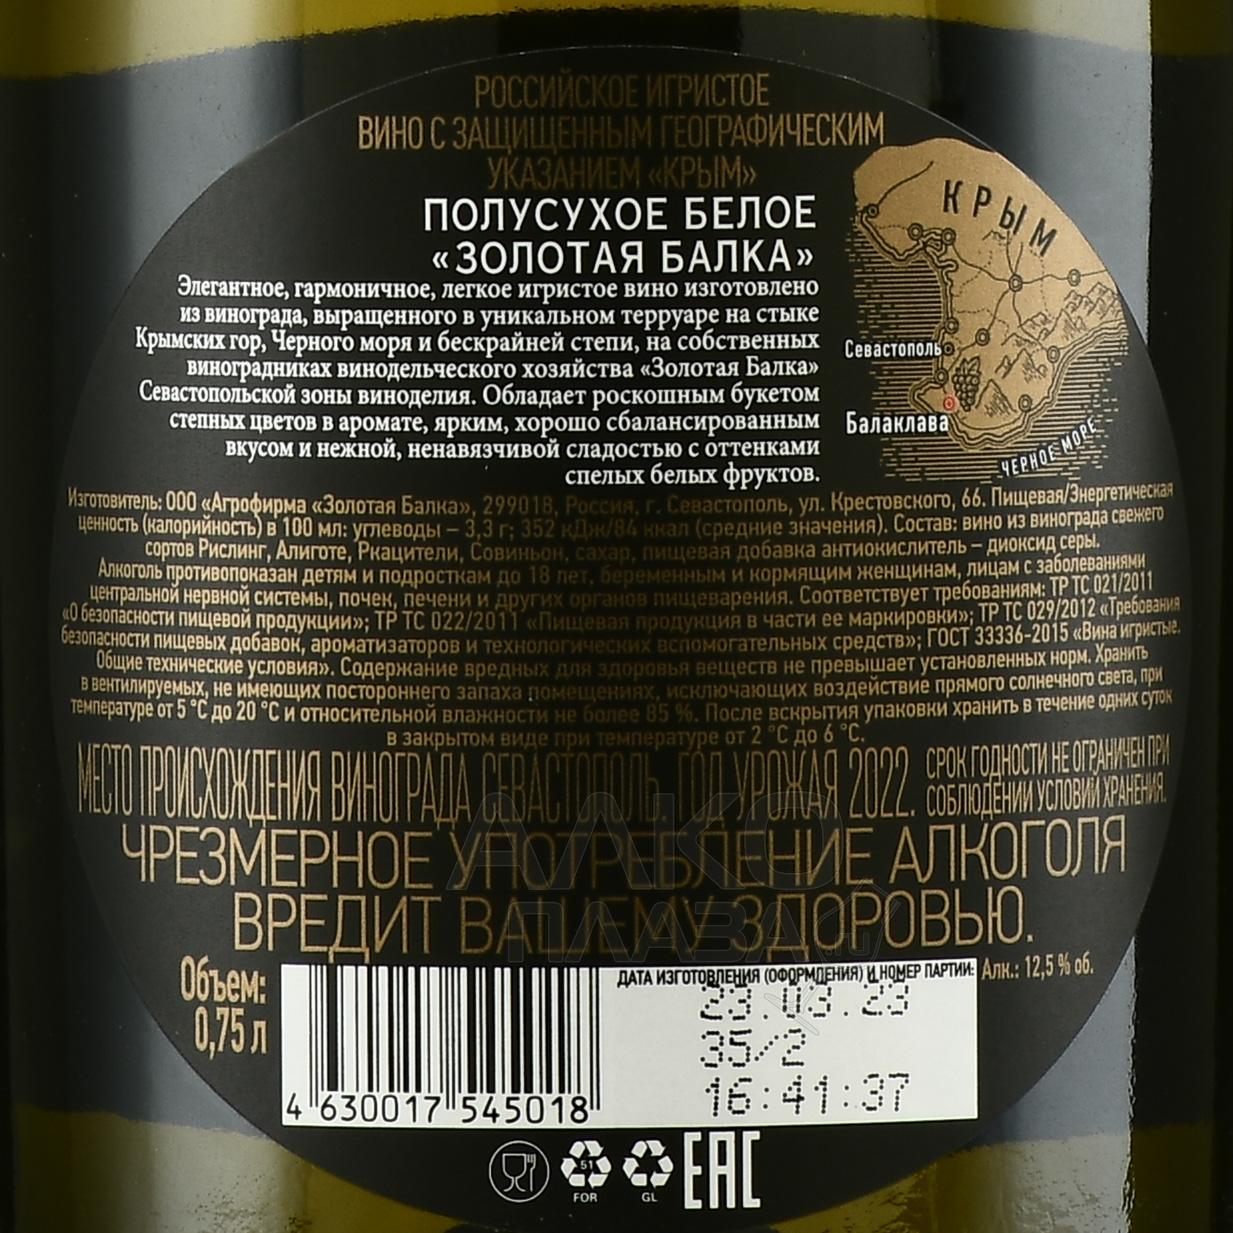 РОССИЙСКОЕ ИГРИСТОЕ
ВИНО С ЗАЩИЩЕННЫМ ГЕОГРАФИЧЕСКИМ
УКАЗАНИЕМ «КРЫМ»
ПОЛУСУХОЕ БЕЛОЕ
«ЗОЛОТАЯ БАЛКА»
Элегантное, гармоничное, легкое игристое вино изготовлено
из винограда, выращенного в уникальном терруаре на стыке
Крымских гор, Черного моря и бескрайней степи, на собственных
виноградниках винодельческого хозяйства «Золотая Балка»
Севастопольской зоны виноделия. Обладает роскошным букетом
степных цветов в аромате, ярким, хорошо сбалансированным
вкусом и нежной, ненавязчивой сладостью с оттенками
спелых белых фруктов.
КРЫМ
Севастополь
Балаклава
ЧЕРНОЕ МОРЕ
Изготовитель: ООО «Агрофирма «Золотая Балка», 299018, Россия, г. Севастополь, ул. Крестовского, 66. Пищевая/Энергетическая
ценность (калорийность) в 100 мл: углеводы – 3,3 г; 352 кДж/84 ккал (средние значения). Состав: вино из винограда свежего
сортов Рислинг, Алиготе, Ркацители, Совиньон, сахар, пищевая добавка антиокислитель – диоксид серы.
Алкоголь противопоказан детям и подросткам до 18 лет, беременным и кормящим женщинам, лицам с заболеваниями
центральной нервной системы, почек, печени и других органов пищеварения. Соответствует требованиям: ТР ТС 021/2011
«О безопасности пищевой продукции»; ТР ТС 022/2011 «Пищевая продукция в части ее маркировки»; ТР ТС 029/2012 «Требования
безопасности пищевых добавок, ароматизаторов и технологических вспомогательных средств»; ГОСТ 33336-2015 «Вина игристые.
Общие технические условия». Содержание вредных для здоровья веществ не превышает установленных норм. Хранить
в вентилируемых, не имеющих постороннего запаха помещениях, исключающих воздействие прямого солнечного света, при
температуре от 5 °С до 20 °С и относительной влажности не более 85 %. После вскрытия упаковки хранить в течение одних суток
в закрытом виде при температуре от 2 °С до 6 °С.
МЕСТО ПРОИСХОЖДЕНИЯ ВИНОГРАДА СЕВАСТОПОЛЬ. ГОД УРОЖАЯ 2022.
СРОК ГОДНОСТИ НЕ ОГРАНИЧЕН ПРИ
СОБЛЮДЕНИИ УСЛОВИЙ ХРАНЕНИЯ.
ЧРЕЗМЕРНОЕ УПОТРЕБЛЕНИЕ АЛКОГОЛЯ
ВРЕДИТ ВАШЕМУ ЗДОРОВЬЮ.
АЛКО
ПЛАЗА.ru
Объем:
0,75 л
4 630017 545018
ДАТА ИЗГОТОВЛЕНИЯ (ОФОРМЛЕНИЯ) И НОМЕР ПАРТИИ:
23.03.23
35/2
16:41:37
Алк.: 12,5 % об.
51
FOR
GL
EAC